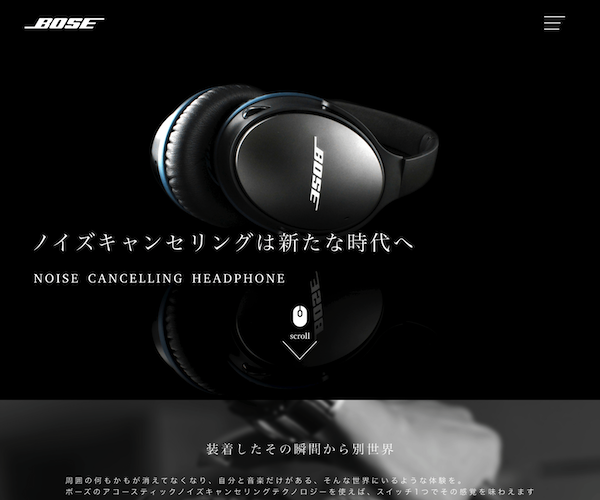 BOSE
BOSE
ノイズキャンセリングは新たな時代へ
NOISE CANCELLING HEADPHONE
BOSE
scroll
装着したその瞬間から別世界
周囲の何もかもが消えてなくなり、自分と音楽だけがある、そんな世界にいるような体験を。
ボーズのアコースティックノイズキャンセリングテクノロジーを使えば、スイッチ1つでその感覚を味わえます